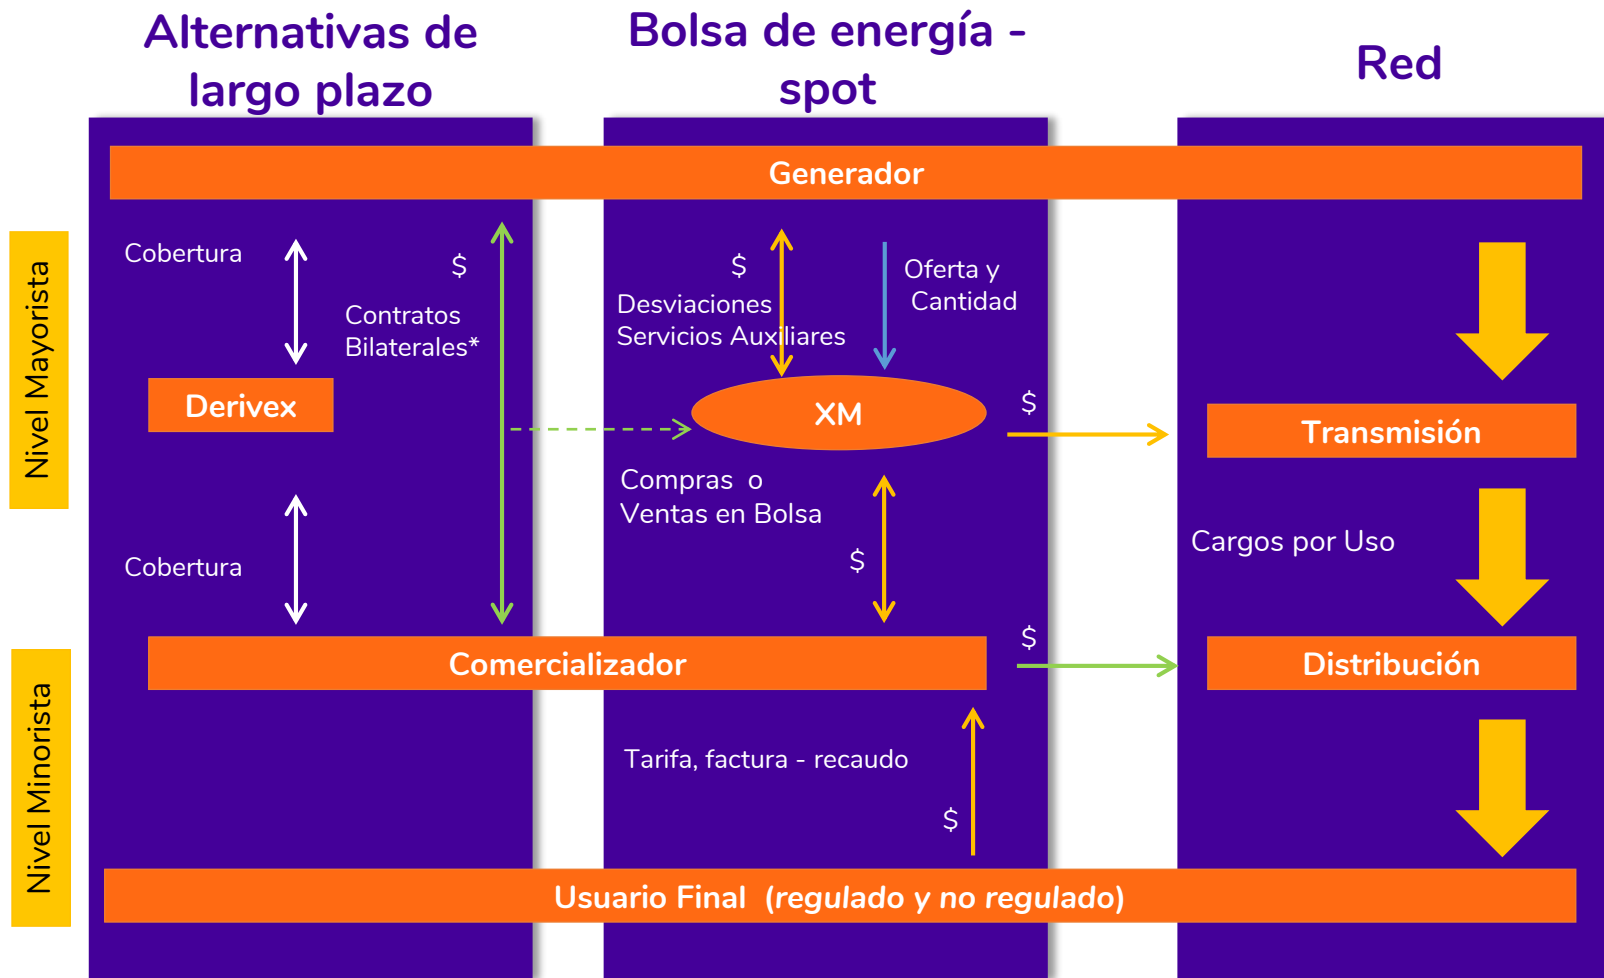 Alternativas de
largo plazo
Bolsa de energía -
spot
Red
Generador
Nivel Mayorista
Cobertura
$
Contratos
Bilaterales*
$
Desviaciones
Servicios Auxiliares
Oferta y
Cantidad
Derivex
XM
$
Transmisión
Compras o
Ventas en Bolsa
Cargos por Uso
Cobertura
$
$
Comercializador
Distribución
Nivel Minorista
Tarifa, factura - recaudo
$
Usuario Final (regulado y no regulado)